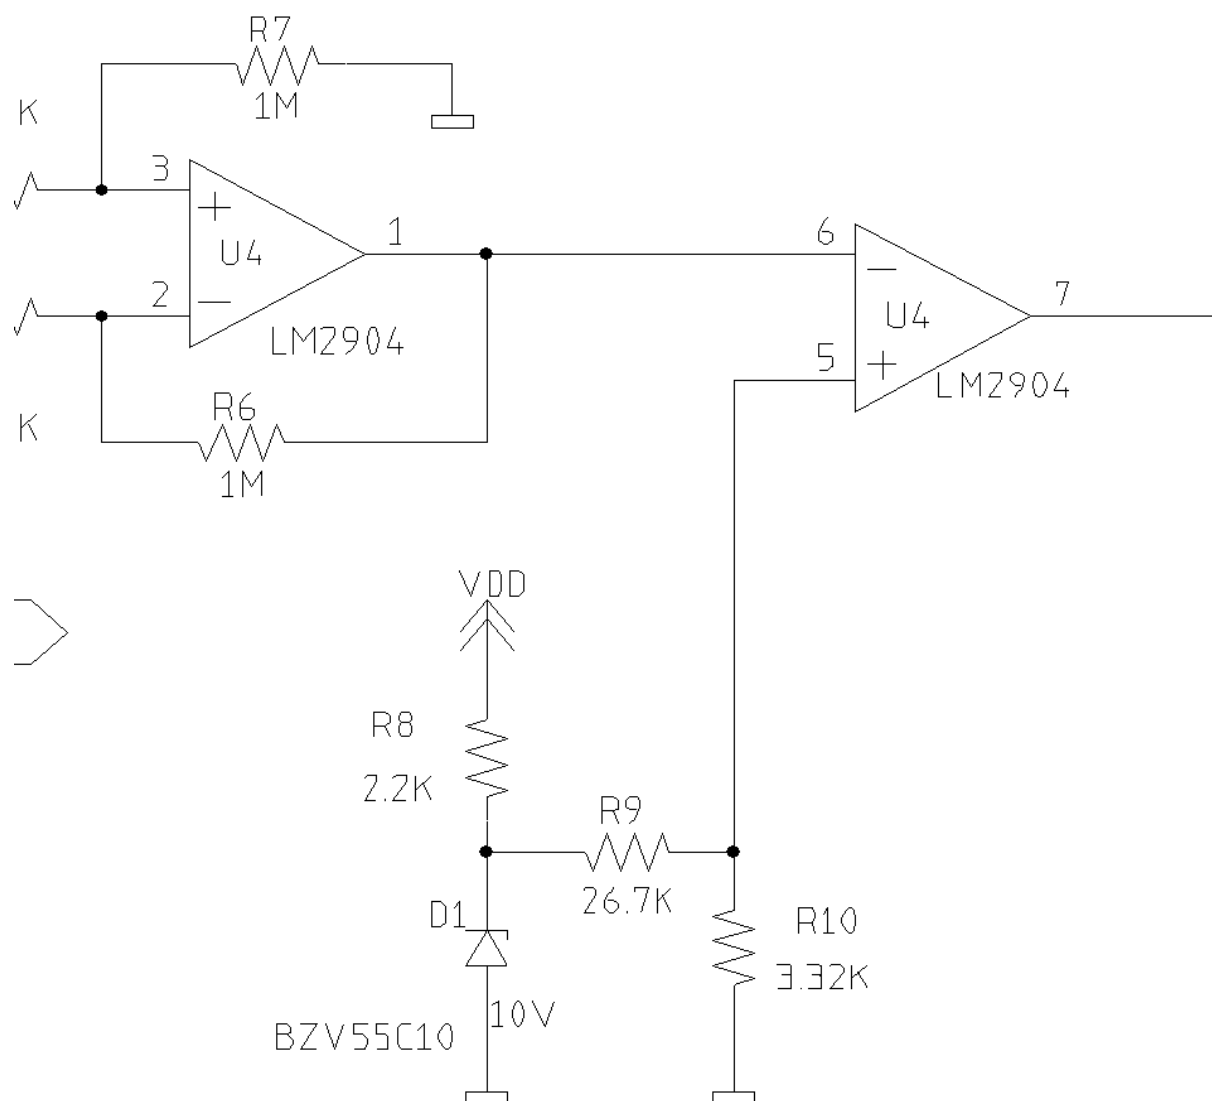 R7
1M
K
3
1
U4
2
LM2904
6
7
U4
5
LM2904
R6
K
1M
VDD
R8
2.2K
R9
26.7K
D1
R10
3.32K
10V
BZV55C10